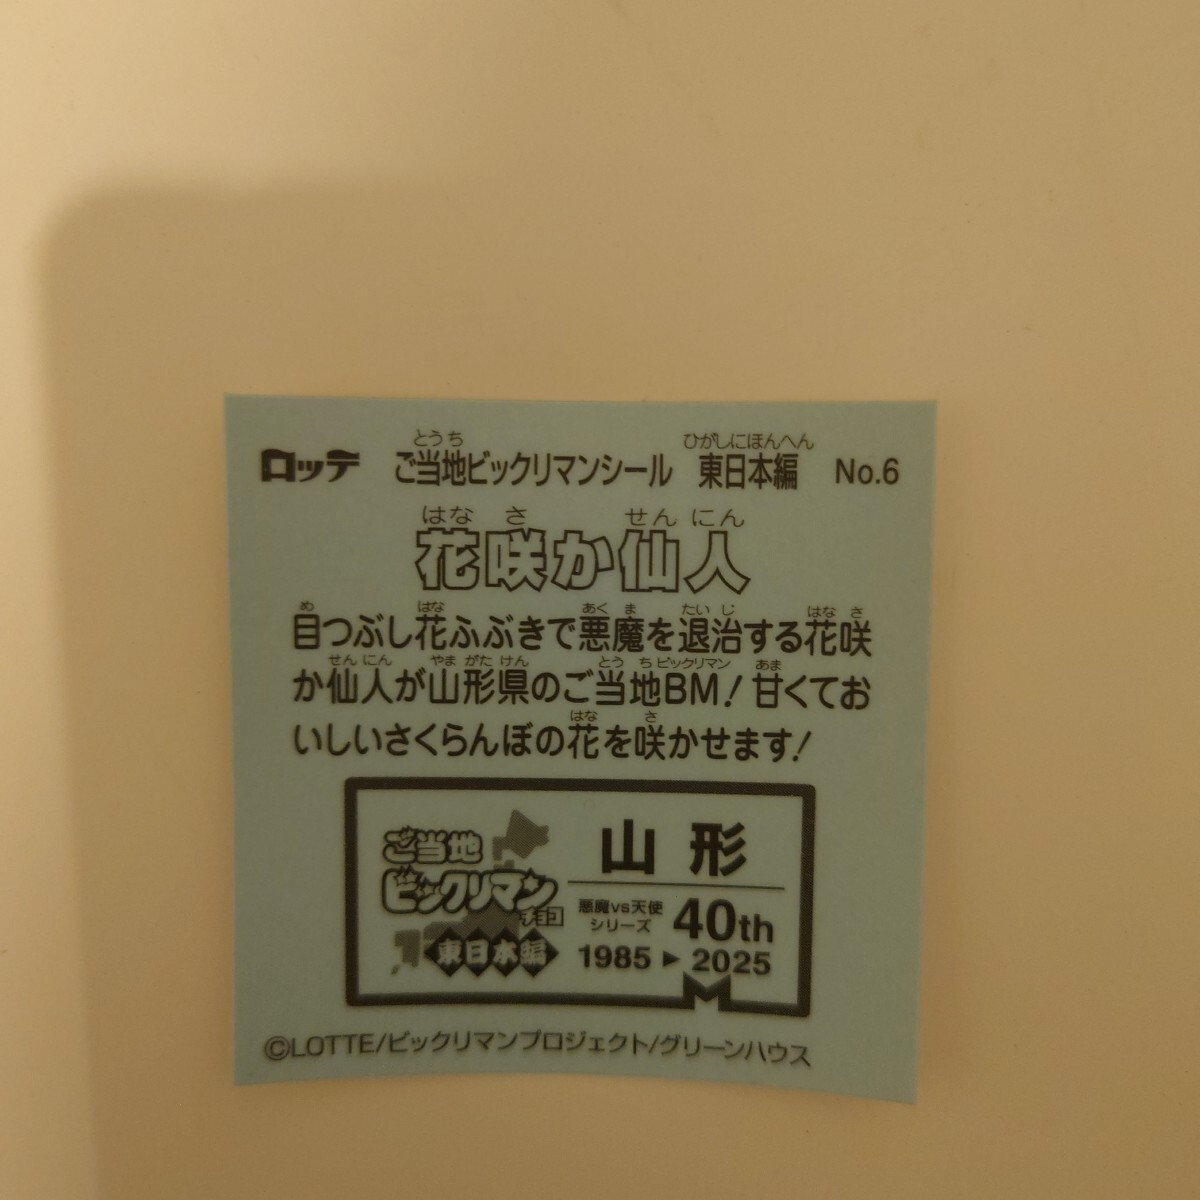 ロッテ ご当地ビックリマンシール 東日本編 No.6
とうち ひがしにほんへん
はな さ せん にん
花咲か仙人
め はな あく ま たい じ はな さ
目つぶし花ふぶきで悪魔を退治する花咲
せん にん やま がた けん とう ち ビックリマン あま
か仙人が山形県のご当地BM!甘くてお
はな さ
いしいさくらんぼの花を咲かせます!
ご当地
ビックリマン
チョコ
東日本編
山形
悪魔vs天使
シリーズ
40th
1985 ▶ 2025
©LOTTE/ビックリマンプロジェクト/グリーンハウス